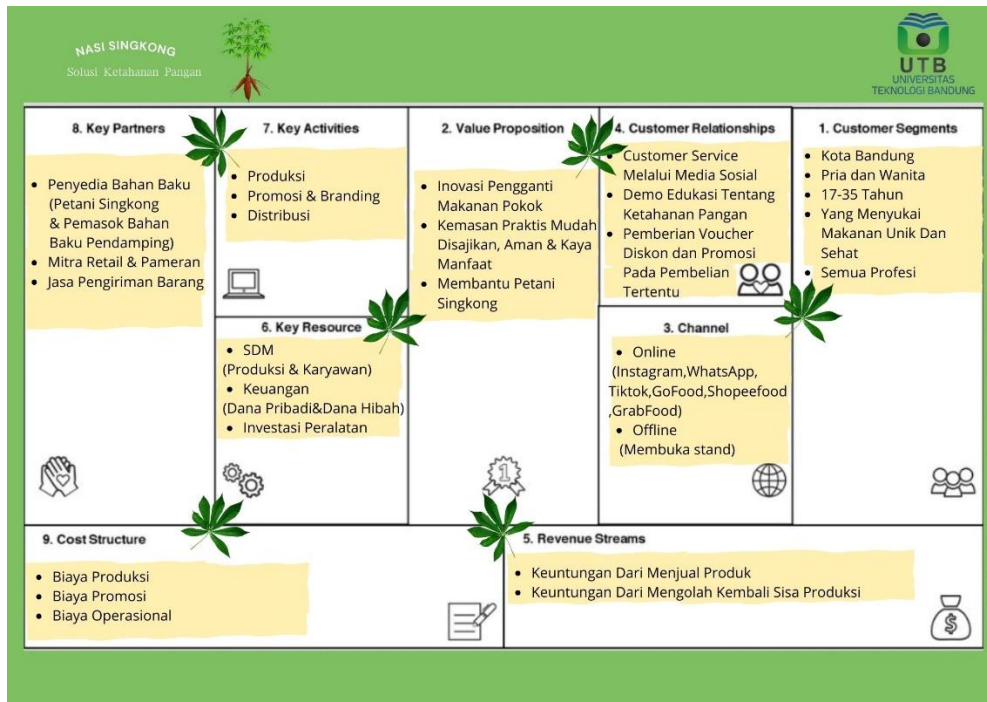 NASI SINGKONG
Solusi Ketahanan Pangan
UTB
UNIVERSITAS
TEKNOLOGI BANDUNG
8. Key Partners
• Penyedia Bahan Baku
(Petani Singkong
& Pemasok Bahan
Baku Pendamping)
• Mitra Retail & Pameran
• Jasa Pengiriman Barang
7. Key Activities
• Produksi
• Promosi & Branding
• Distribusi
6. Key Resource
• SDM
(Produksi & Karyawan)
• Keuangan
(Dana Pribadi&Dana Hibah)
• Investasi Peralatan
2. Value Proposition
• Inovasi Pengganti
Makanan Pokok
• Kemasan Praktis Mudah
Disajikan, Aman & Kaya
Manfaat
• Membantu Petani
Singkong
1
4. Customer Relationships
• Customer Service
Melalui Media Sosial
• Demo Edukasi Tentang
Ketahanan Pangan
• Pemberian Voucher
Diskon dan Promosi
Pada Pembelian
Tertentu
3. Channel
• Online
(Instagram,WhatsApp,
Tiktok,GoFood,Shopeefood
,GrabFood)
• Offline
(Membuka stand)
1. Customer Segments
• Kota Bandung
• Pria dan Wanita
• 17-35 Tahun
• Yang Menyukai
Makanan Unik Dan
Sehat
• Semua Profesi
9. Cost Structure
• Biaya Produksi
• Biaya Promosi
• Biaya Operasional
5. Revenue Streams
• Keuntungan Dari Menjual Produk
• Keuntungan Dari Mengolah Kembali Sisa Produksi
$